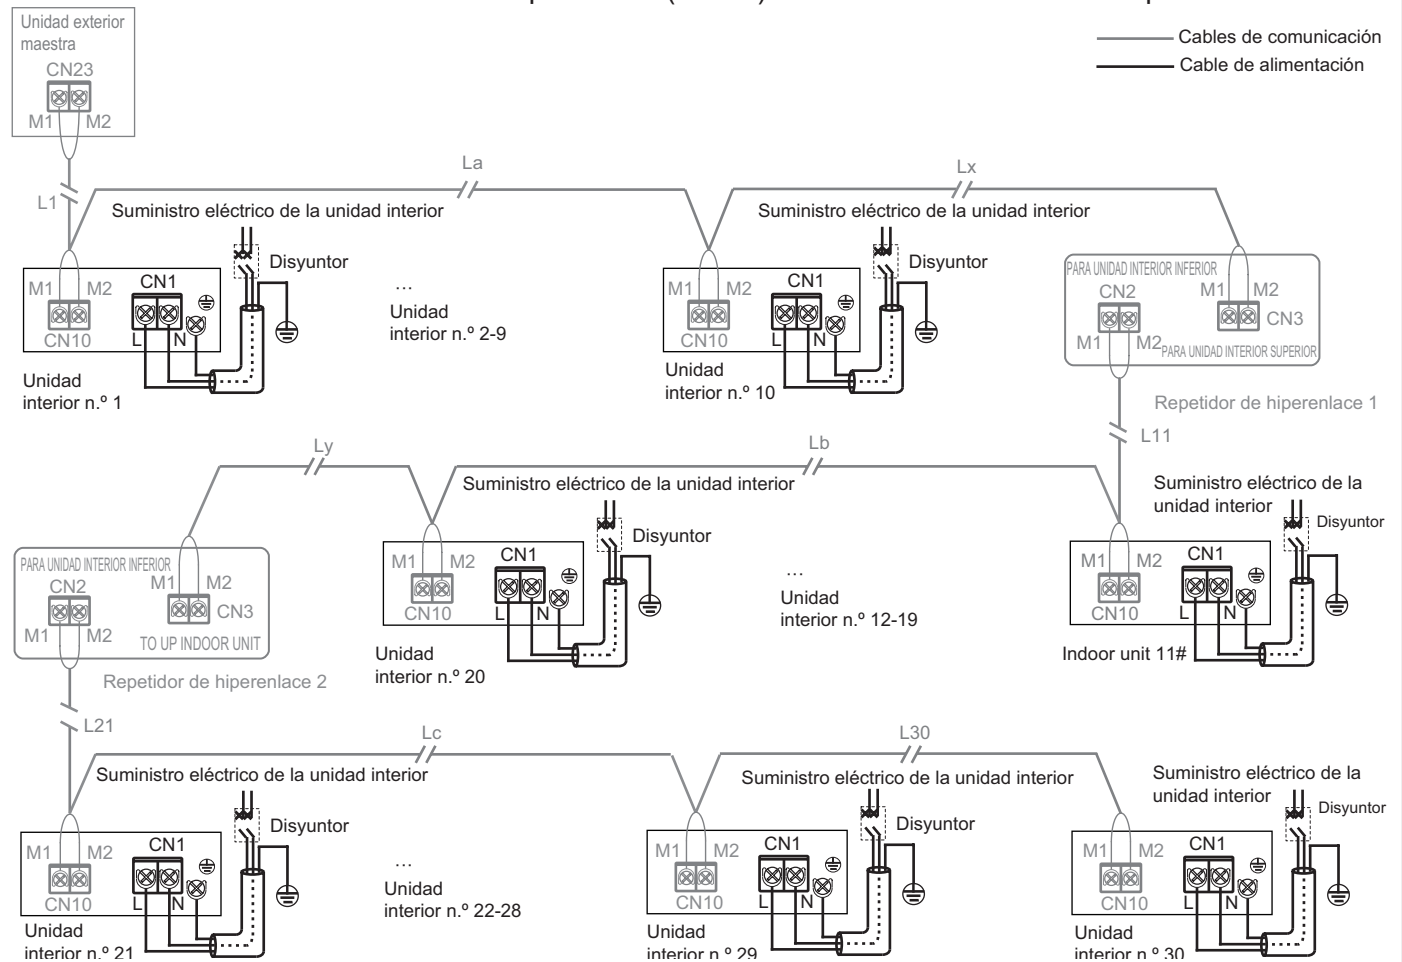 Unidad exterior
maestra
CN23
M1 M2
Cables de comunicación
Cable de alimentación
L1
La
Lx
Suministro eléctrico de la unidad interior
Disyuntor
M1 M2
CN10
CN1
L N
Unidad
interior n.º 1
...
Unidad
interior n.º 2-9
Suministro eléctrico de la unidad interior
Disyuntor
M1 M2
CN10
CN1
L N
Unidad
interior n.º 10
PARA UNIDAD INTERIOR INFERIOR
CN2
M1 M2
M1 M2
CN3
PARA UNIDAD INTERIOR SUPERIOR
Repetidor de hiperenlace 1
L11
Ly
Lb
PARA UNIDAD INTERIOR INFERIOR
CN2
M1 M2
M1 M2
CN3
TO UP INDOOR UNIT
Repetidor de hiperenlace 2
Suministro eléctrico de la unidad interior
Disyuntor
M1 M2
CN10
CN1
L N
Unidad
interior n.º 20
...
Unidad
interior n.º 12-19
Suministro eléctrico de la
unidad interior
Disyuntor
M1 M2
CN10
CN1
L N
Indoor unit 11#
L21
Lc
L30
Suministro eléctrico de la unidad interior
Disyuntor
M1 M2
CN10
CN1
L N
Unidad
interior n.º 21
...
Unidad
interior n.º 22-28
Suministro eléctrico de la unidad interior
Disyuntor
M1 M2
CN10
CN1
L N
Unidad
interior n.º 29
Suministro eléctrico de la
unidad interior
Disyuntor
M1 M2
CN10
CN1
L N
Unidad
interior n.º 30